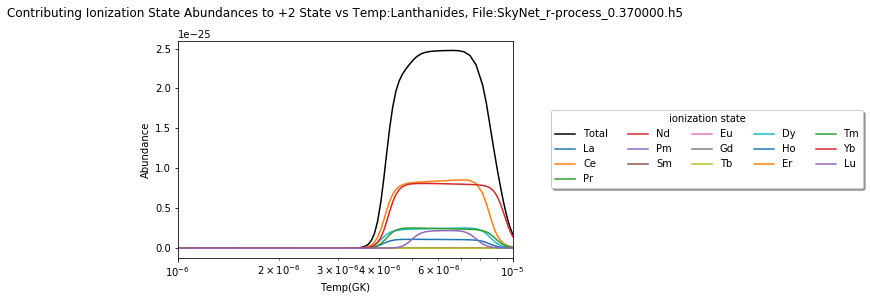 Contributing Ionization State Abundances to +2 State vs Temp:Lanthanides, File:SkyNet_r-process_0.370000.h5
1e−25
2.5
2.0
1.5
1.0
0.5
0.0
Abundance
10⁻⁶
2 × 10⁻⁶
3 × 10⁻⁶
4 × 10⁻⁶
6 × 10⁻⁶
10⁻⁵
Temp(GK)
ionization state
Total Nd Eu Dy Tm
La Pm Gd Ho Yb
Ce Sm Tb Er Lu
Pr